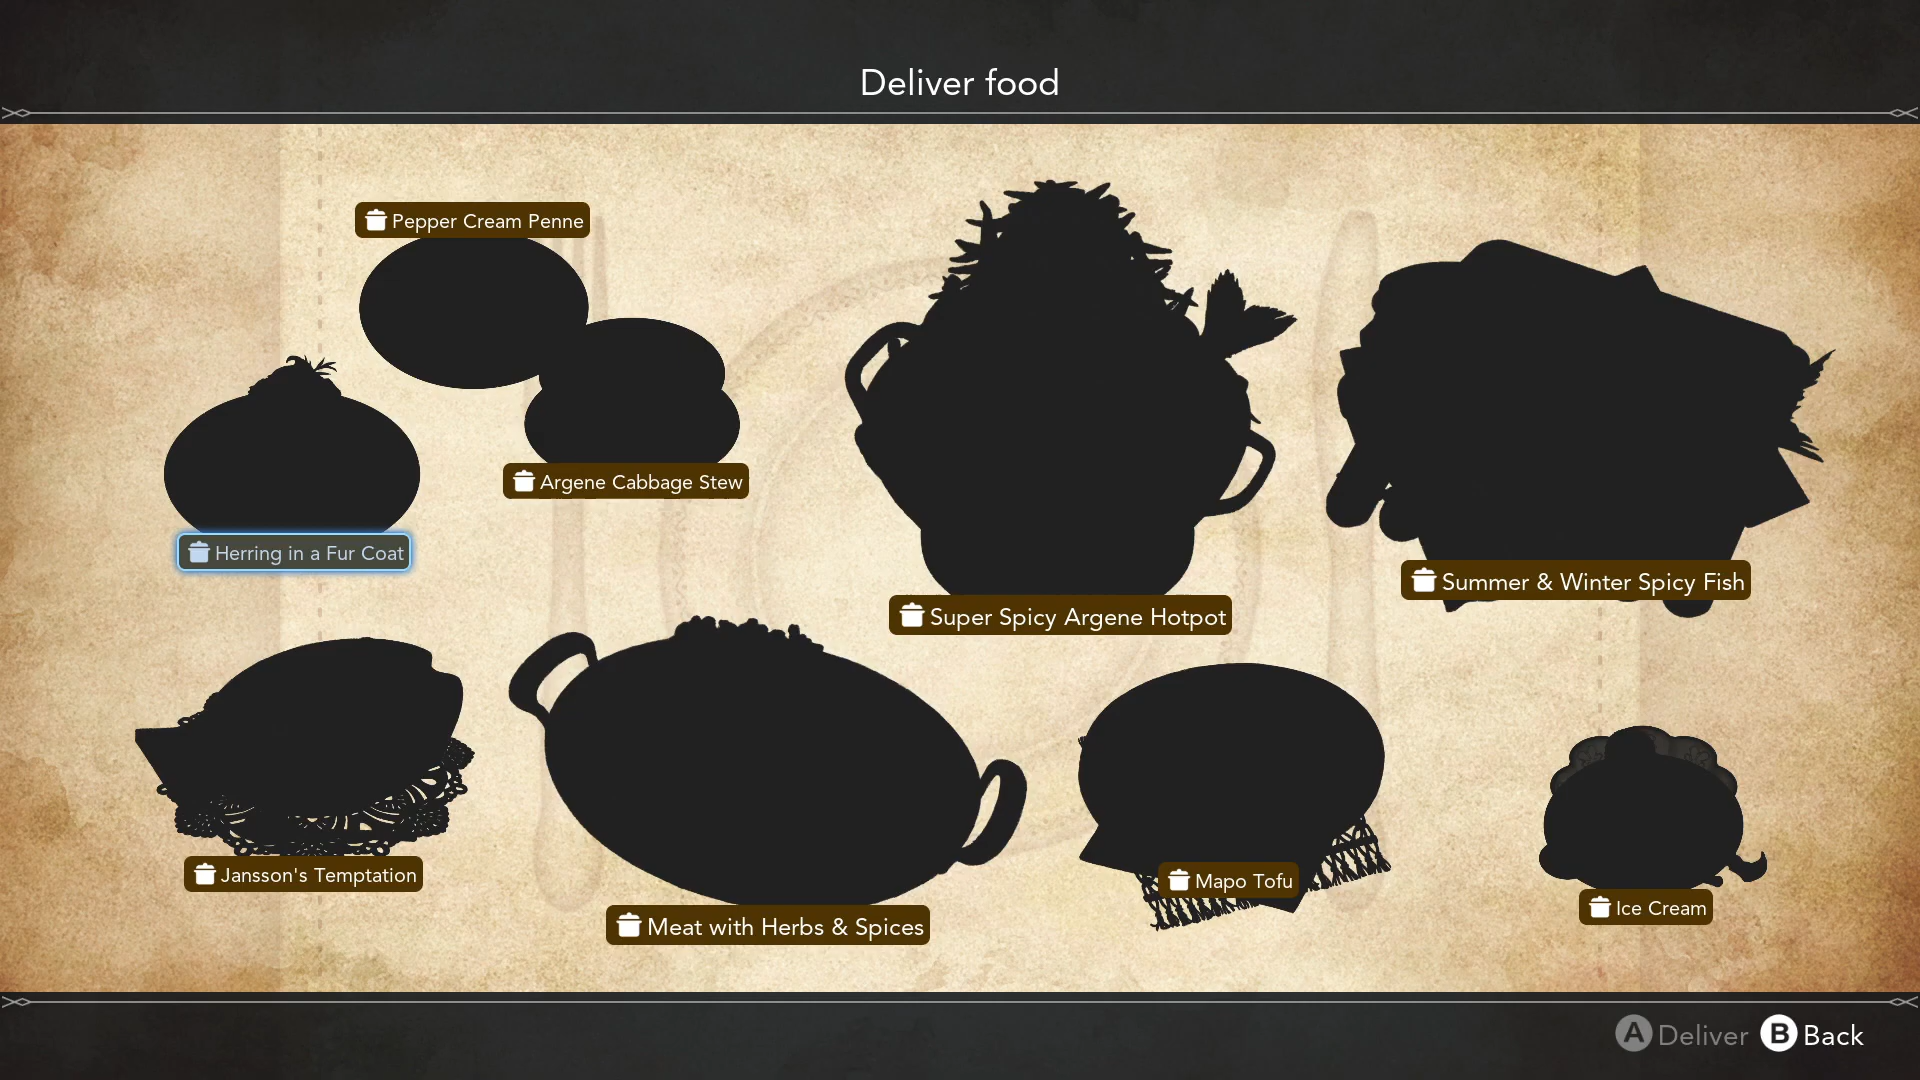 Deliver food
Pepper Cream Penne
Argene Cabbage Stew
Herring in a Fur Coat
Super Spicy Argene Hotpot
Summer & Winter Spicy Fish
Jansson's Temptation
Meat with Herbs & Spices
Mapo Tofu
Ice Cream
A Deliver B Back